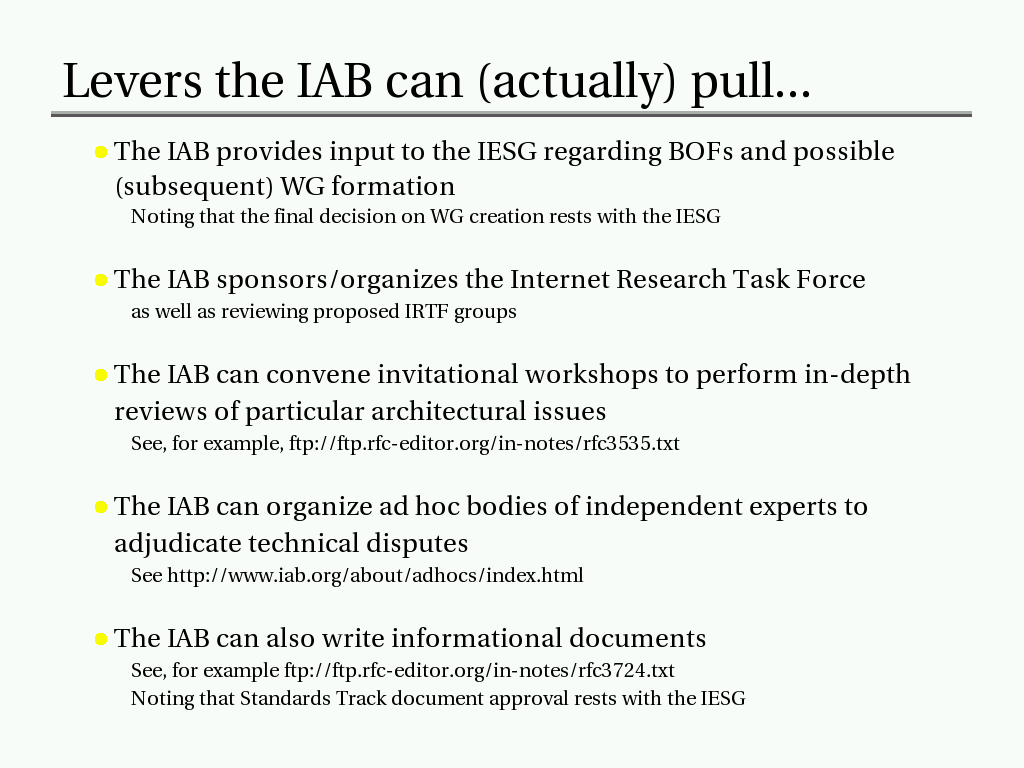 Levers the IAB can (actually) pull...
The IAB provides input to the IESG regarding BOFs and possible
(subsequent) WG formation
Noting that the final decision on WG creation rests with the IESG
The IAB sponsors/organizes the Internet Research Task Force
as well as reviewing proposed IRTF groups
The IAB can convene invitational workshops to perform in-depth
reviews of particular architectural issues
See, for example, ftp://ftp.rfc-editor.org/in-notes/rfc3535.txt
The IAB can organize ad hoc bodies of independent experts to
adjudicate technical disputes
See http://www.iab.org/about/adhocs/index.html
The IAB can also write informational documents
See, for example ftp://ftp.rfc-editor.org/in-notes/rfc3724.txt
Noting that Standards Track document approval rests with the IESG